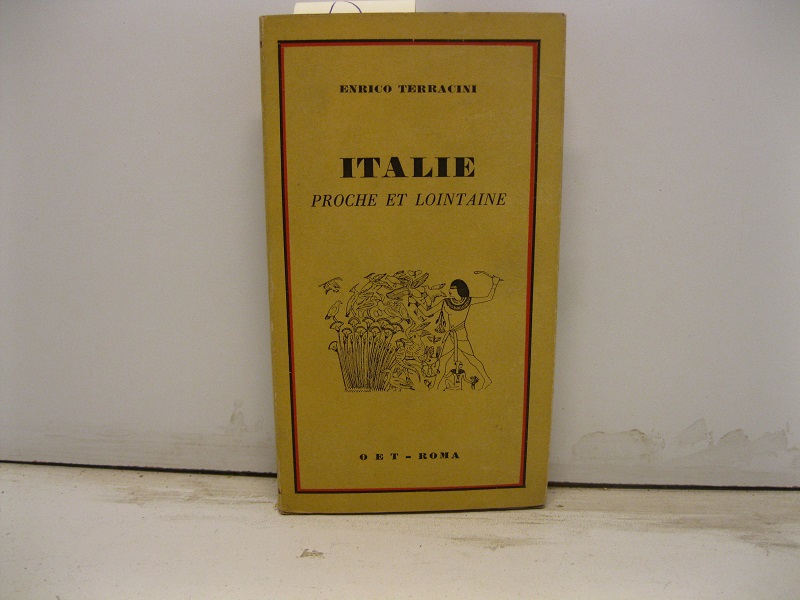 ENRICO TERRACINI
ITALIE
PROCHE ET LOINTAINE
O E T - ROMA